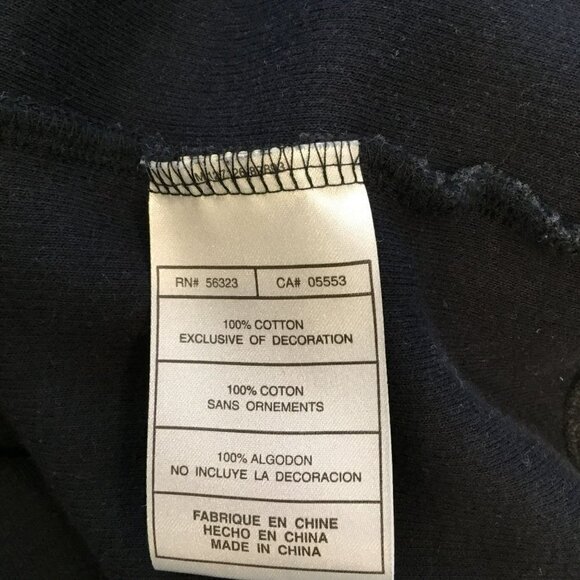 RN# 56323 CA# 05553
100% COTTON
EXCLUSIVE OF DECORATION
100% COTON
SANS ORNEMENTS
100% ALGODON
NO INCLUYE LA DECORACION
FABRIQUE EN CHINE
HECHO EN CHINA
MADE IN CHINA